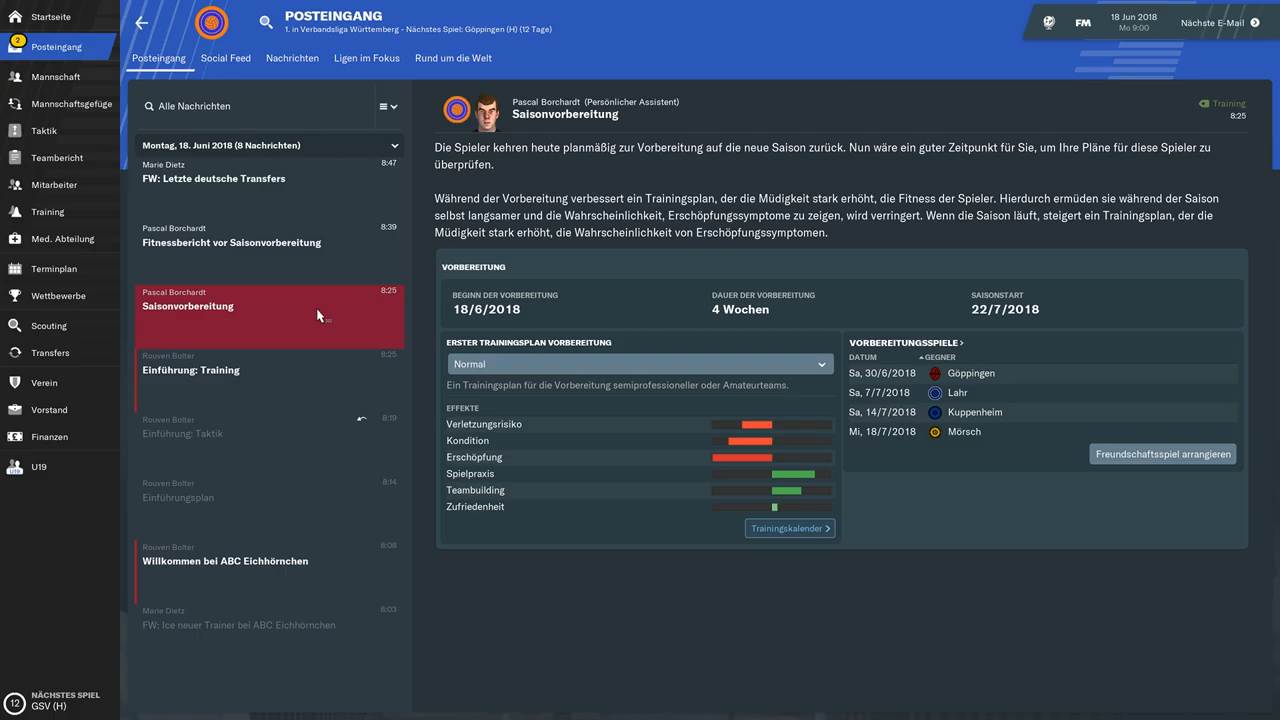 Startseite
2
Posteingang
Mannschaft
Mannschaftsgefüge
Taktik
Teambericht
Mitarbeiter
Training
Med. Abteilung
Terminplan
Wettbewerbe
Scouting
Transfers
Verein
Vorstand
Finanzen
U19
U19
12
NÄCHSTES SPIEL
GSV (H)
POSTEINGANG
1. in Verbandsliga Württemberg - Nächstes Spiel: Göppingen (H) (12 Tage)
FM
18 Jun 2018
Mo 9:00
Nächste E-Mail
Posteingang
Social Feed
Nachrichten
Ligen im Fokus
Rund um die Welt
Alle Nachrichten
Montag, 18. Juni 2018 (8 Nachrichten)
Marie Dietz
8:47
FW: Letzte deutsche Transfers
Pascal Borchardt
8:39
Fitnessbericht vor Saisonvorbereitung
Pascal Borchardt
8:25
Saisonvorbereitung
Rouven Bolter
8:25
Einführung: Training
Rouven Bolter
8:19
Einführung: Taktik
Rouven Bolter
8:14
Einführungsplan
Rouven Bolter
8:08
Willkommen bei ABC Eichhörnchen
Marie Dietz
8:03
FW: Ice neuer Trainer bei ABC Eichhörnchen
Pascal Borchardt (Persönlicher Assistent)
Saisonvorbereitung
Training
8:25
Die Spieler kehren heute planmäßig zur Vorbereitung auf die neue Saison zurück. Nun wäre ein guter Zeitpunkt für Sie, um Ihre Pläne für diese Spieler zu
überprüfen.
Während der Vorbereitung verbessert ein Trainingsplan, der die Müdigkeit stark erhöht, die Fitness der Spieler. Hierdurch ermüden sie während der Saison
selbst langsamer und die Wahrscheinlichkeit, Erschöpfungssymptome zu zeigen, wird verringert. Wenn die Saison läuft, steigert ein Trainingsplan, der die
Müdigkeit stark erhöht, die Wahrscheinlichkeit von Erschöpfungssymptomen.
VORBEREITUNG
BEGINN DER VORBEREITUNG
18/6/2018
DAUER DER VORBEREITUNG
4 Wochen
SAISONSTART
22/7/2018
ERSTER TRAININGSPLAN VORBEREITUNG
Normal
Ein Trainingsplan für die Vorbereitung semiprofessioneller oder Amateurteams.
EFFEKTE
Verletzungsrisiko
Kondition
Erschöpfung
Spielpraxis
Teambuilding
Zufriedenheit
Trainingskalender
VORBEREITUNGSSPIELE
DATUM GEGNER
Sa, 30/6/2018 Göppingen
Sa, 7/7/2018 Lahr
Sa, 14/7/2018 Kuppenheim
Mi, 18/7/2018 Mörsch
Freundschaftsspiel arrangieren